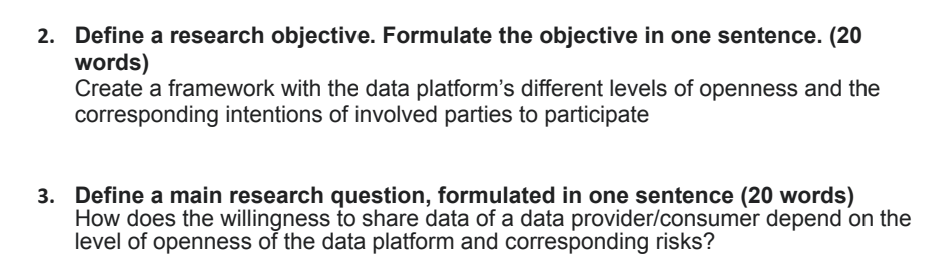 2. Define a research objective. Formulate the objective in one sentence. (20
words)
Create a framework with the data platform’s different levels of openness and the
corresponding intentions of involved parties to participate
3. Define a main research question, formulated in one sentence (20 words)
How does the willingness to share data of a data provider/consumer depend on the
level of openness of the data platform and corresponding risks?